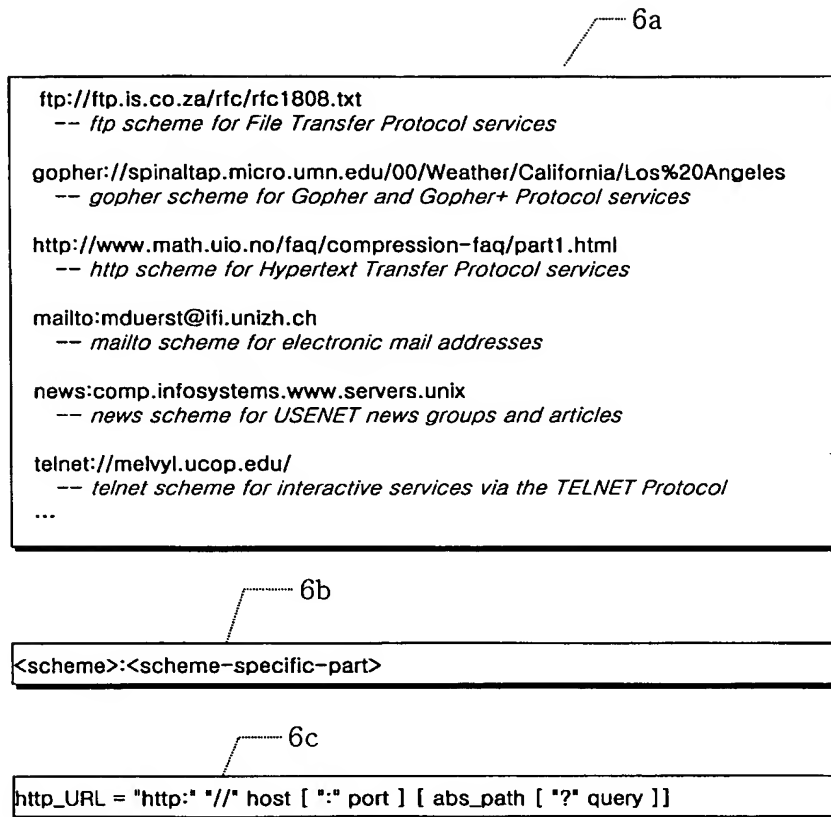 6a
ftp://ftp.is.co.za/rfc/rfc1808.txt
-- ftp scheme for File Transfer Protocol services
gopher://spinaltap.micro.umn.edu/00/Weather/California/Los%20Angeles
-- gopher scheme for Gopher and Gopher+ Protocol services
http://www.math.uio.no/faq/compression-faq/part1.html
-- http scheme for Hypertext Transfer Protocol services
mailto:mduerst@ifi.unizh.ch
-- mailto scheme for electronic mail addresses
news:comp.infosystems.www.servers.unix
-- news scheme for USENET news groups and articles
telnet://melvyl.ucop.edu/
-- telnet scheme for interactive services via the TELNET Protocol
...
6b
<scheme>:<scheme-specific-part>
6c
http_URL = "http:" "//" host [ ":" port ] [ abs_path [ "?" query ]]